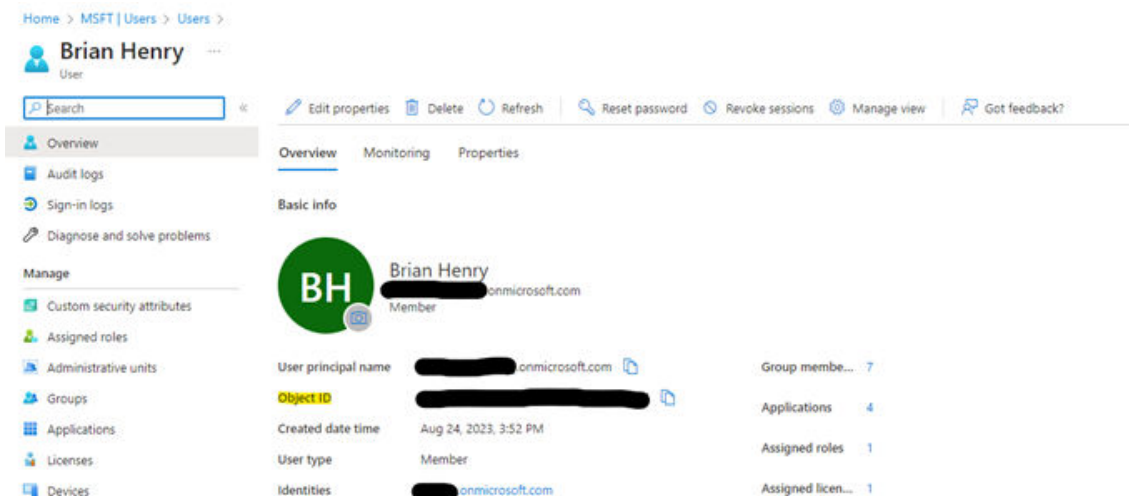 Home > MSFT | Users > Users >
Brian Henry ...
User
Search
«
Edit properties Delete Refresh Reset password Revoke sessions Manage view Got feedback?
Overview
Audit logs
Sign-in logs
Diagnose and solve problems
Manage
Custom security attributes
Assigned roles
Administrative units
Groups
Applications
Licenses
Devices
Overview Monitoring Properties
Basic info
BH
Brian Henry
onmicrosoft.com
Member
User principal name .onmicrosoft.com
Object ID
Created date time Aug 24, 2023, 3:52 PM
User type Member
Identities onmicrosoft.com
Group membe... 7
Applications 4
Assigned roles 1
Assigned licen... 1